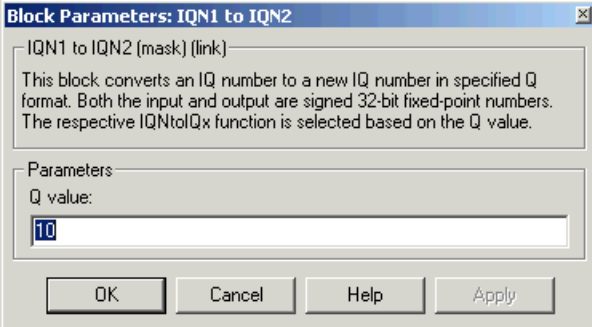 Block Parameters: IQN1 to IQN2
IQN1 to IQN2 (mask) (link)
This block converts an IQ number to a new IQ number in specified Q
format. Both the input and output are signed 32-bit fixed-point numbers.
The respective IQNtoIQx function is selected based on the Q value.
Parameters
Q value:
10
OK Cancel Help Apply